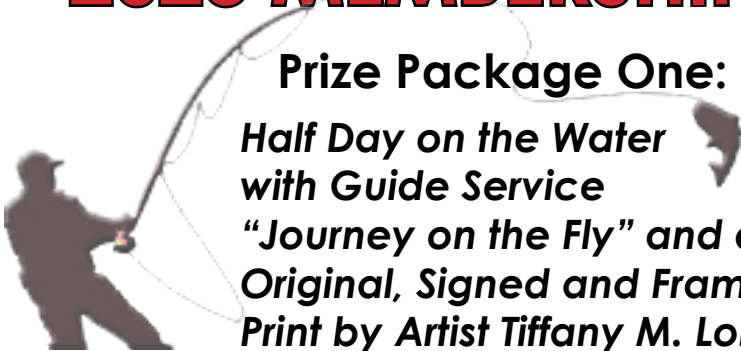 Prize Package One:
Half Day on the Water
with Guide Service
“Journey on the Fly” and
Original, Signed and Fram
Print by Artist Tiffany M.